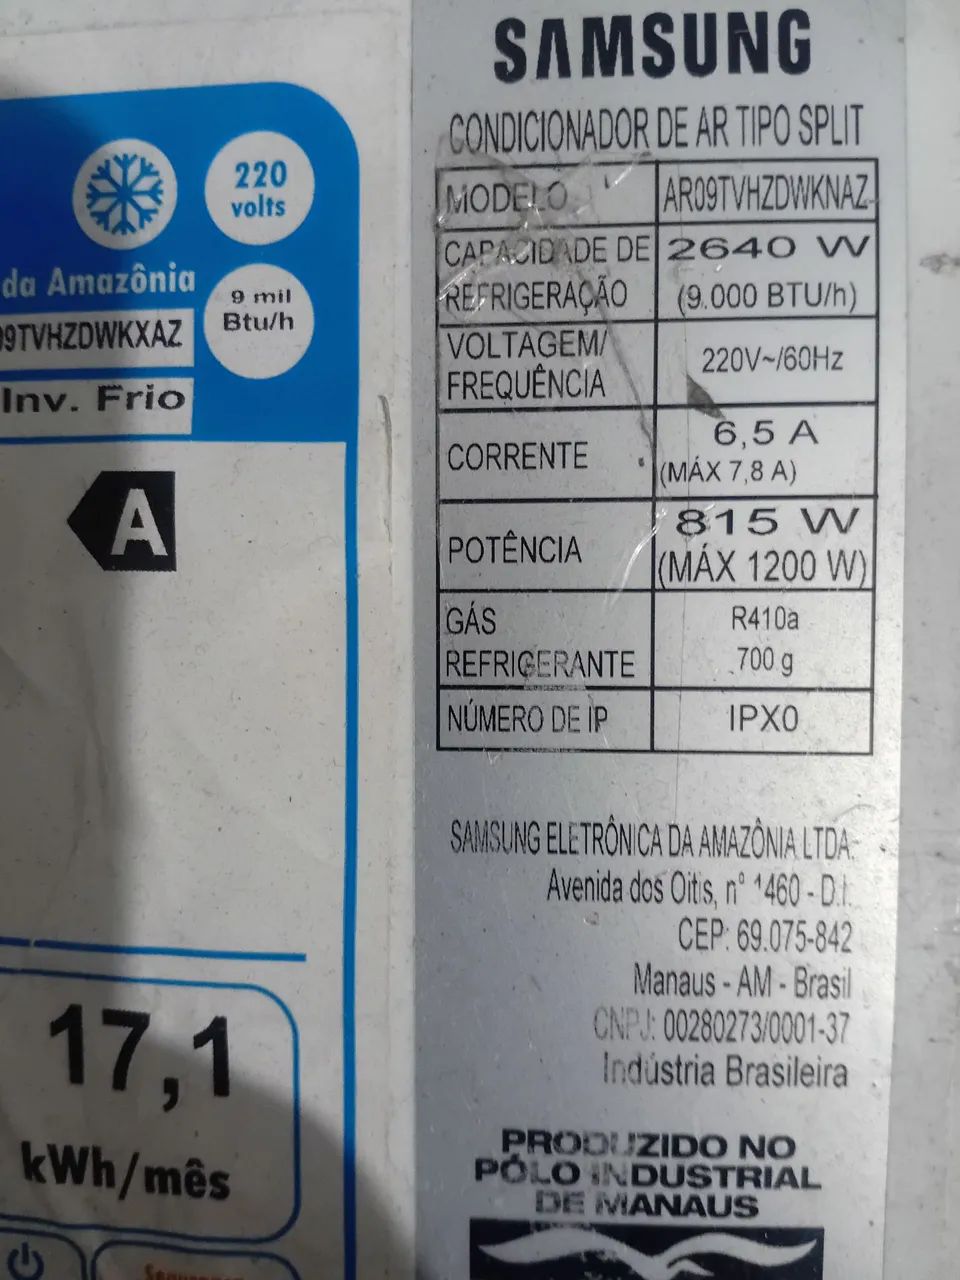 220
volts
da Amazônia
9 mil
Btu/h
09TVHZDWKXAZ
Inv. Frio
A
17,1
kWh/mês
SAMSUNG
CONDICIONADOR DE AR TIPO SPLIT
MODELO AR09TVHZDWKNAZ
CAPACIDADE DE REFRIGERAÇÃO 2640 W
(9.000 BTU/h)
VOLTAGEM/
FREQUÊNCIA 220V~/60Hz
CORRENTE 6,5 A
(MÁX 7,8 A)
POTÊNCIA 815 W
(MÁX 1200 W)
GÁS R410a
REFRIGERANTE 700 g
NÚMERO DE IP IPX0
SAMSUNG ELETRÔNICA DA AMAZÔNIA LTDA.
Avenida dos Oitis, n° 1460 - D.I.
CEP: 69.075-842
Manaus - AM - Brasil
CNPJ: 00280273/0001-37
Indústria Brasileira
PRODUZIDO NO
PÓLO INDUSTRIAL
DE MANAUS